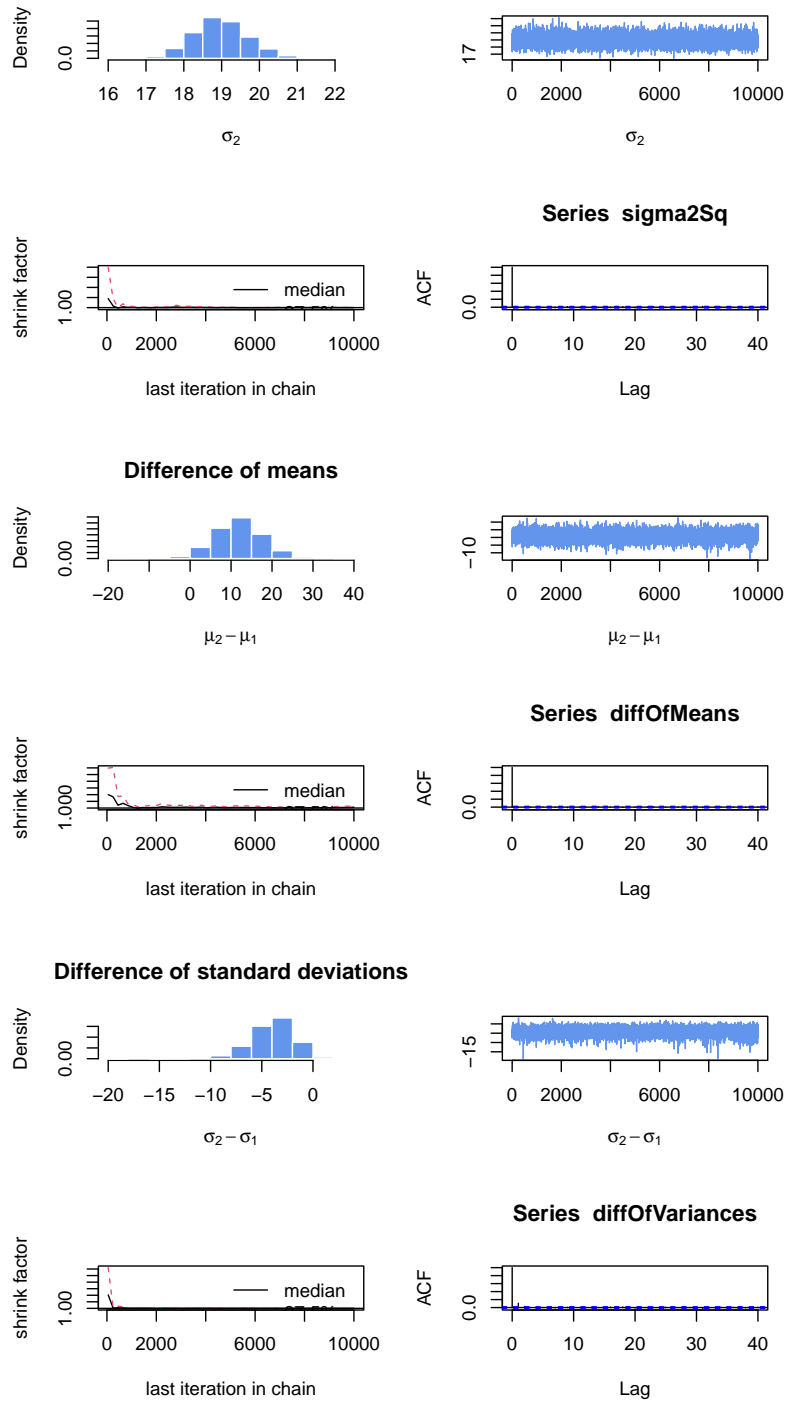 Density
0.0
16 17 18 19 20 21 22
σ2
17
0 2000 6000 10000
σ2
shrink factor
1.00
median
0 2000 6000 10000
last iteration in chain
Series sigma2Sq
ACF
0.0
0 10 20 30 40
Lag
Difference of means
Density
0.00
−20 0 10 20 30 40
μ2 − μ1
−10
0 2000 6000 10000
μ2 − μ1
shrink factor
1.000
median
0 2000 6000 10000
last iteration in chain
Series diffOfMeans
ACF
0.0
0 10 20 30 40
Lag
Difference of standard deviations
Density
0.00
−20 −15 −10 −5 0
σ2 − σ1
−15
0 2000 6000 10000
σ2 − σ1
shrink factor
1.00
median
0 2000 6000 10000
last iteration in chain
Series diffOfVariances
ACF
0.0
0 10 20 30 40
Lag